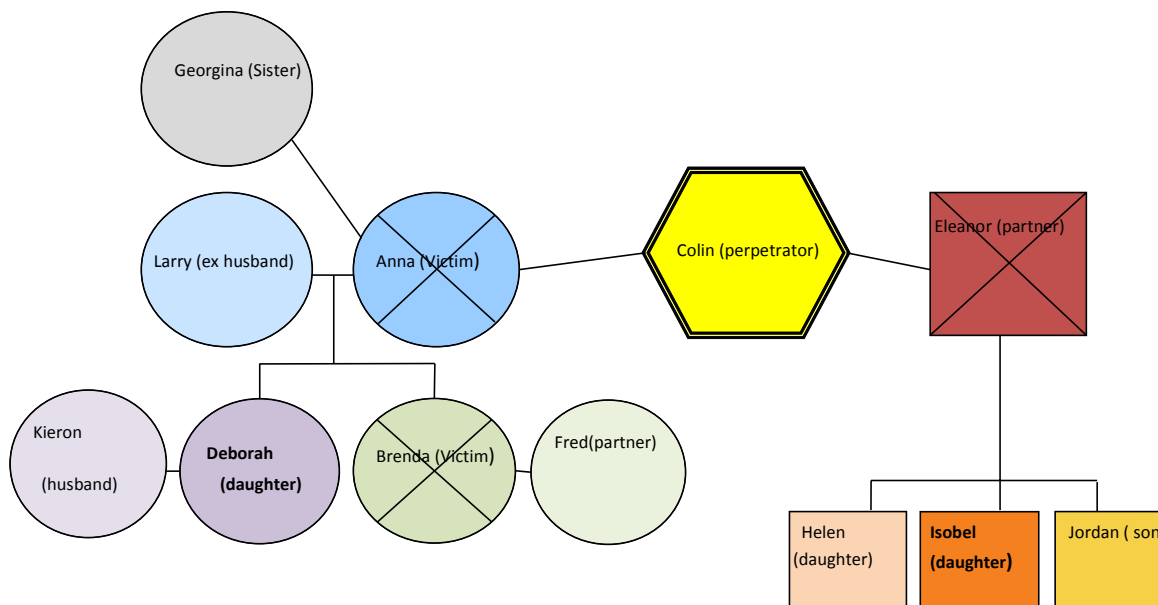 Georgina (Sister)
Larry (ex husband)
Anna (Victim)
Colin (perpetrator)
Eleanor (partner)
Kieron
(husband)
Deborah
(daughter)
Brenda (Victim)
Fred(partner)
Helen
(daughter)
Isobel
(daughter)
Jordan ( son